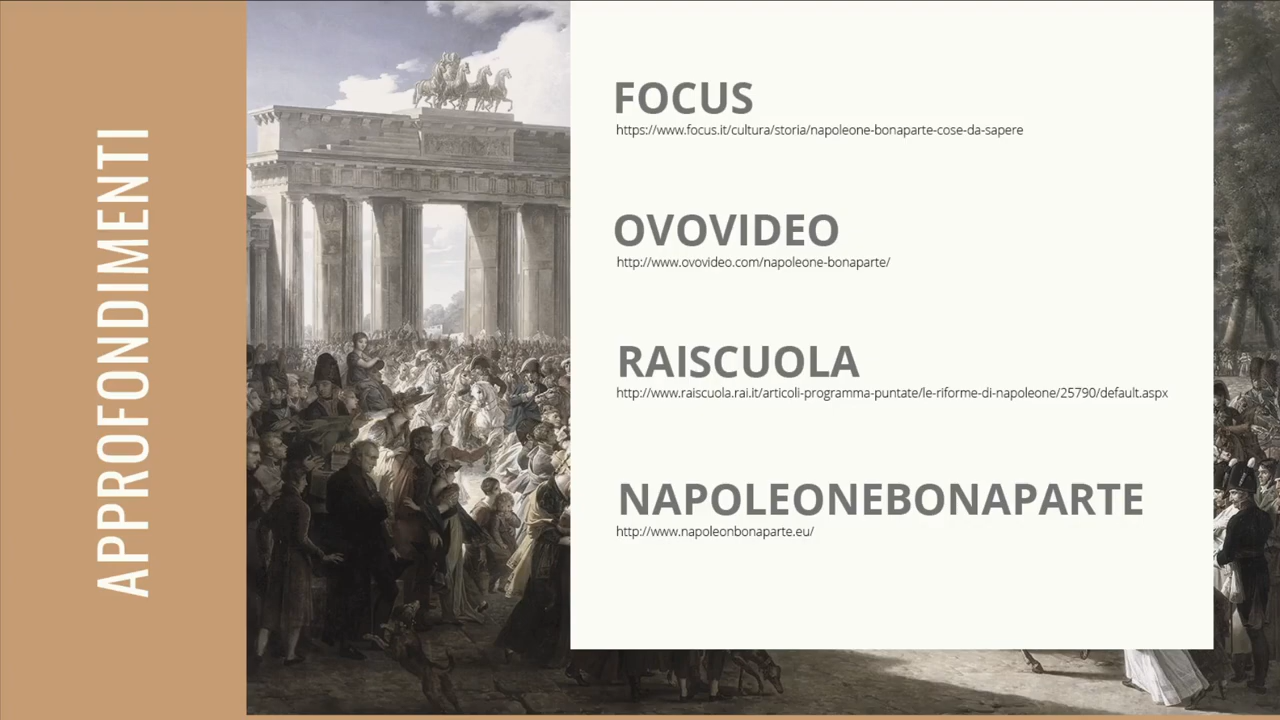 APPROFONDIMENTI
FOCUS
https://www.focus.it/cultura/storia/napoleone-bonaparte-cose-da-sapere
OVOVIDEO
http://www.ovovideo.com/napoleone-bonaparte/
RAISCUOLA
http://www.raiscuola.rai.it/articoli-programma-puntate/le-riforme-di-napoleone/25790/default.aspx
NAPOLEONEBONAPARTE
http://www.napoleonbonaparte.eu/